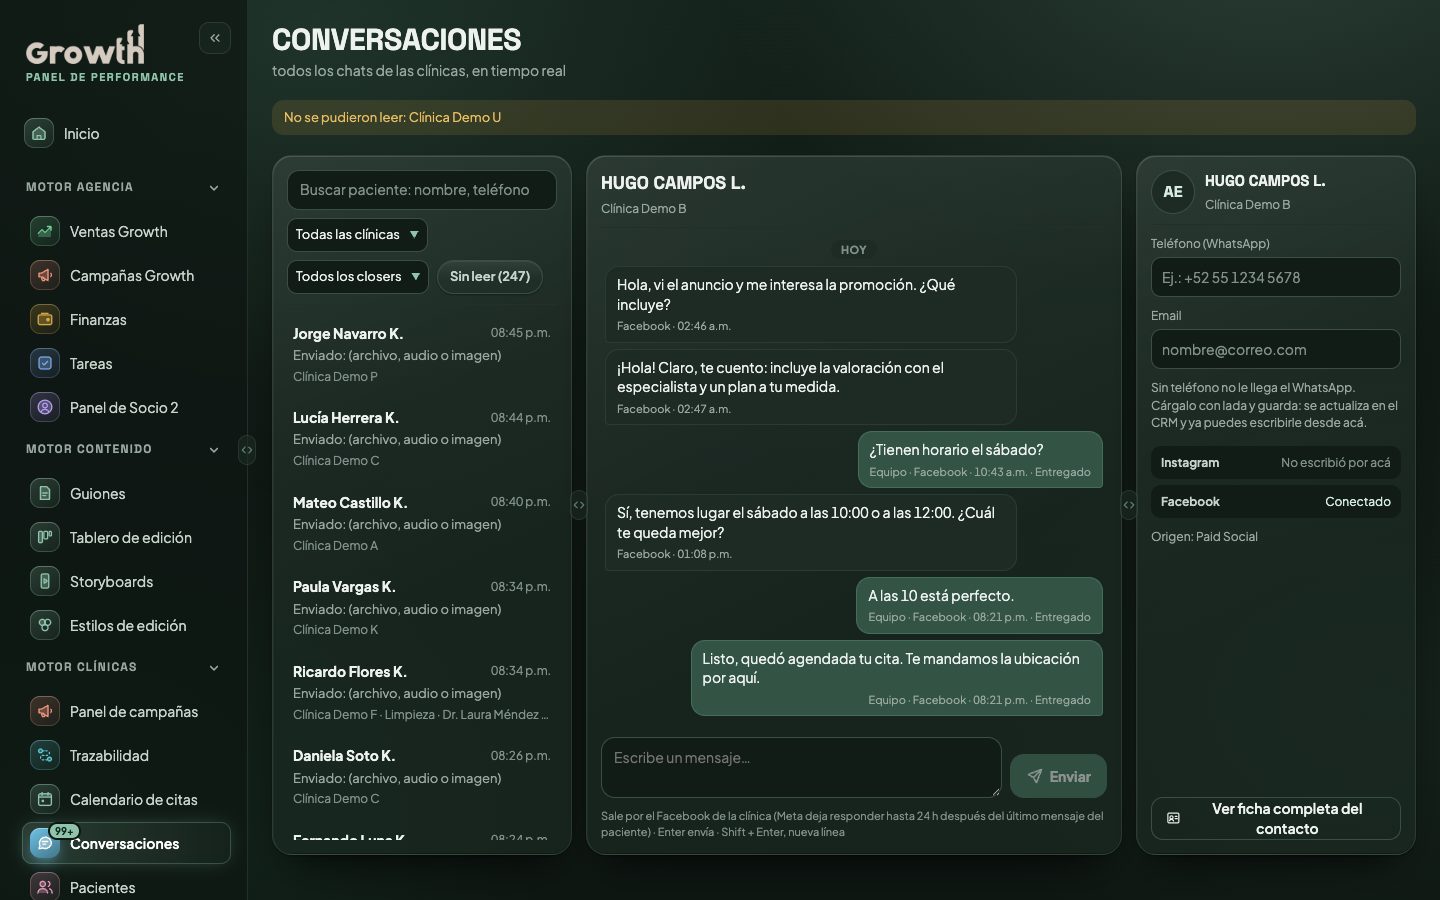 Growth
PANEL DE PERFORMANCE
Inicio
MOTOR AGENCIA
Ventas Growth
Campañas Growth
Finanzas
Tareas
Panel de Socio 2
MOTOR CONTENIDO
Guiones
Tablero de edición
Storyboards
Estilos de edición
MOTOR CLÍNICAS
Panel de campañas
Trazabilidad
Calendario de citas
99+
Conversaciones
Pacientes
CONVERSACIONES
todos los chats de las clínicas, en tiempo real
No se pudieron leer: Clínica Demo U
Buscar paciente: nombre, teléfono
Todas las clínicas
Todos los closers
Sin leer (247)
Jorge Navarro K.
08:45 p.m.
Enviado: (archivo, audio o imagen)
Clínica Demo P
Lucía Herrera K.
08:44 p.m.
Enviado: (archivo, audio o imagen)
Clínica Demo C
Mateo Castillo K.
08:40 p.m.
Enviado: (archivo, audio o imagen)
Clínica Demo A
Paula Vargas K.
08:34 p.m.
Enviado: (archivo, audio o imagen)
Clínica Demo K
Ricardo Flores K.
08:34 p.m.
Enviado: (archivo, audio o imagen)
Clínica Demo F · Limpieza · Dr. Laura Méndez ...
Daniela Soto K.
08:26 p.m.
Enviado: (archivo, audio o imagen)
Clínica Demo C
Fernando Luna K.
08:24 p.m.
HUGO CAMPOS L.
Clínica Demo B
HOY
Hola, vi el anuncio y me interesa la promoción. ¿Qué
incluye?
Facebook · 02:46 a.m.
¡Hola! Claro, te cuento: incluye la valoración con el
especialista y un plan a tu medida.
Facebook · 02:47 a.m.
¿Tienen horario el sábado?
Equipo · Facebook · 10:43 a.m. · Entregado
Sí, tenemos lugar el sábado a las 10:00 o a las 12:00. ¿Cuál
te queda mejor?
Facebook · 01:08 p.m.
A las 10 está perfecto.
Equipo · Facebook · 08:21 p.m. · Entregado
Listo, quedó agendada tu cita. Te mandamos la ubicación
por aquí.
Equipo · Facebook · 08:21 p.m. · Entregado
Escribe un mensaje...
Enviar
Sale por el Facebook de la clínica (Meta deja responder hasta 24 h después del último mensaje del
paciente) · Enter envía · Shift + Enter, nueva línea
AE
HUGO CAMPOS L.
Clínica Demo B
Teléfono (WhatsApp)
Ej.: +52 55 1234 5678
Email
nombre@correo.com
Sin teléfono no le llega el WhatsApp.
Cárgalo con lada y guarda: se actualiza en el
CRM y ya puedes escribirle desde acá.
Instagram
No escribió por acá
Facebook
Conectado
Origen: Paid Social
Ver ficha completa del
contacto